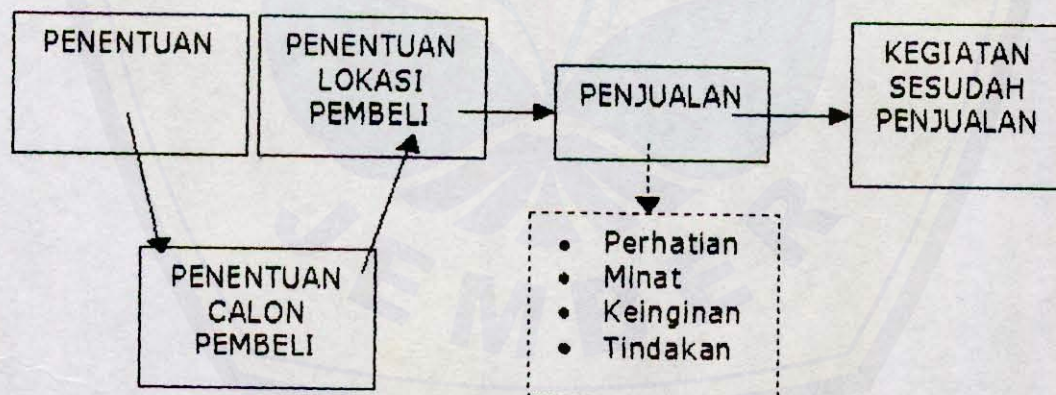 PENENTUAN
PENENTUAN
CALON
PEMBELI
PENENTUAN
LOKASI
PEMBELI
PENJUALAN
• Perhatian
• Minat
• Keinginan
• Tindakan
KEGIATAN
SESUDAH
PENJUALAN